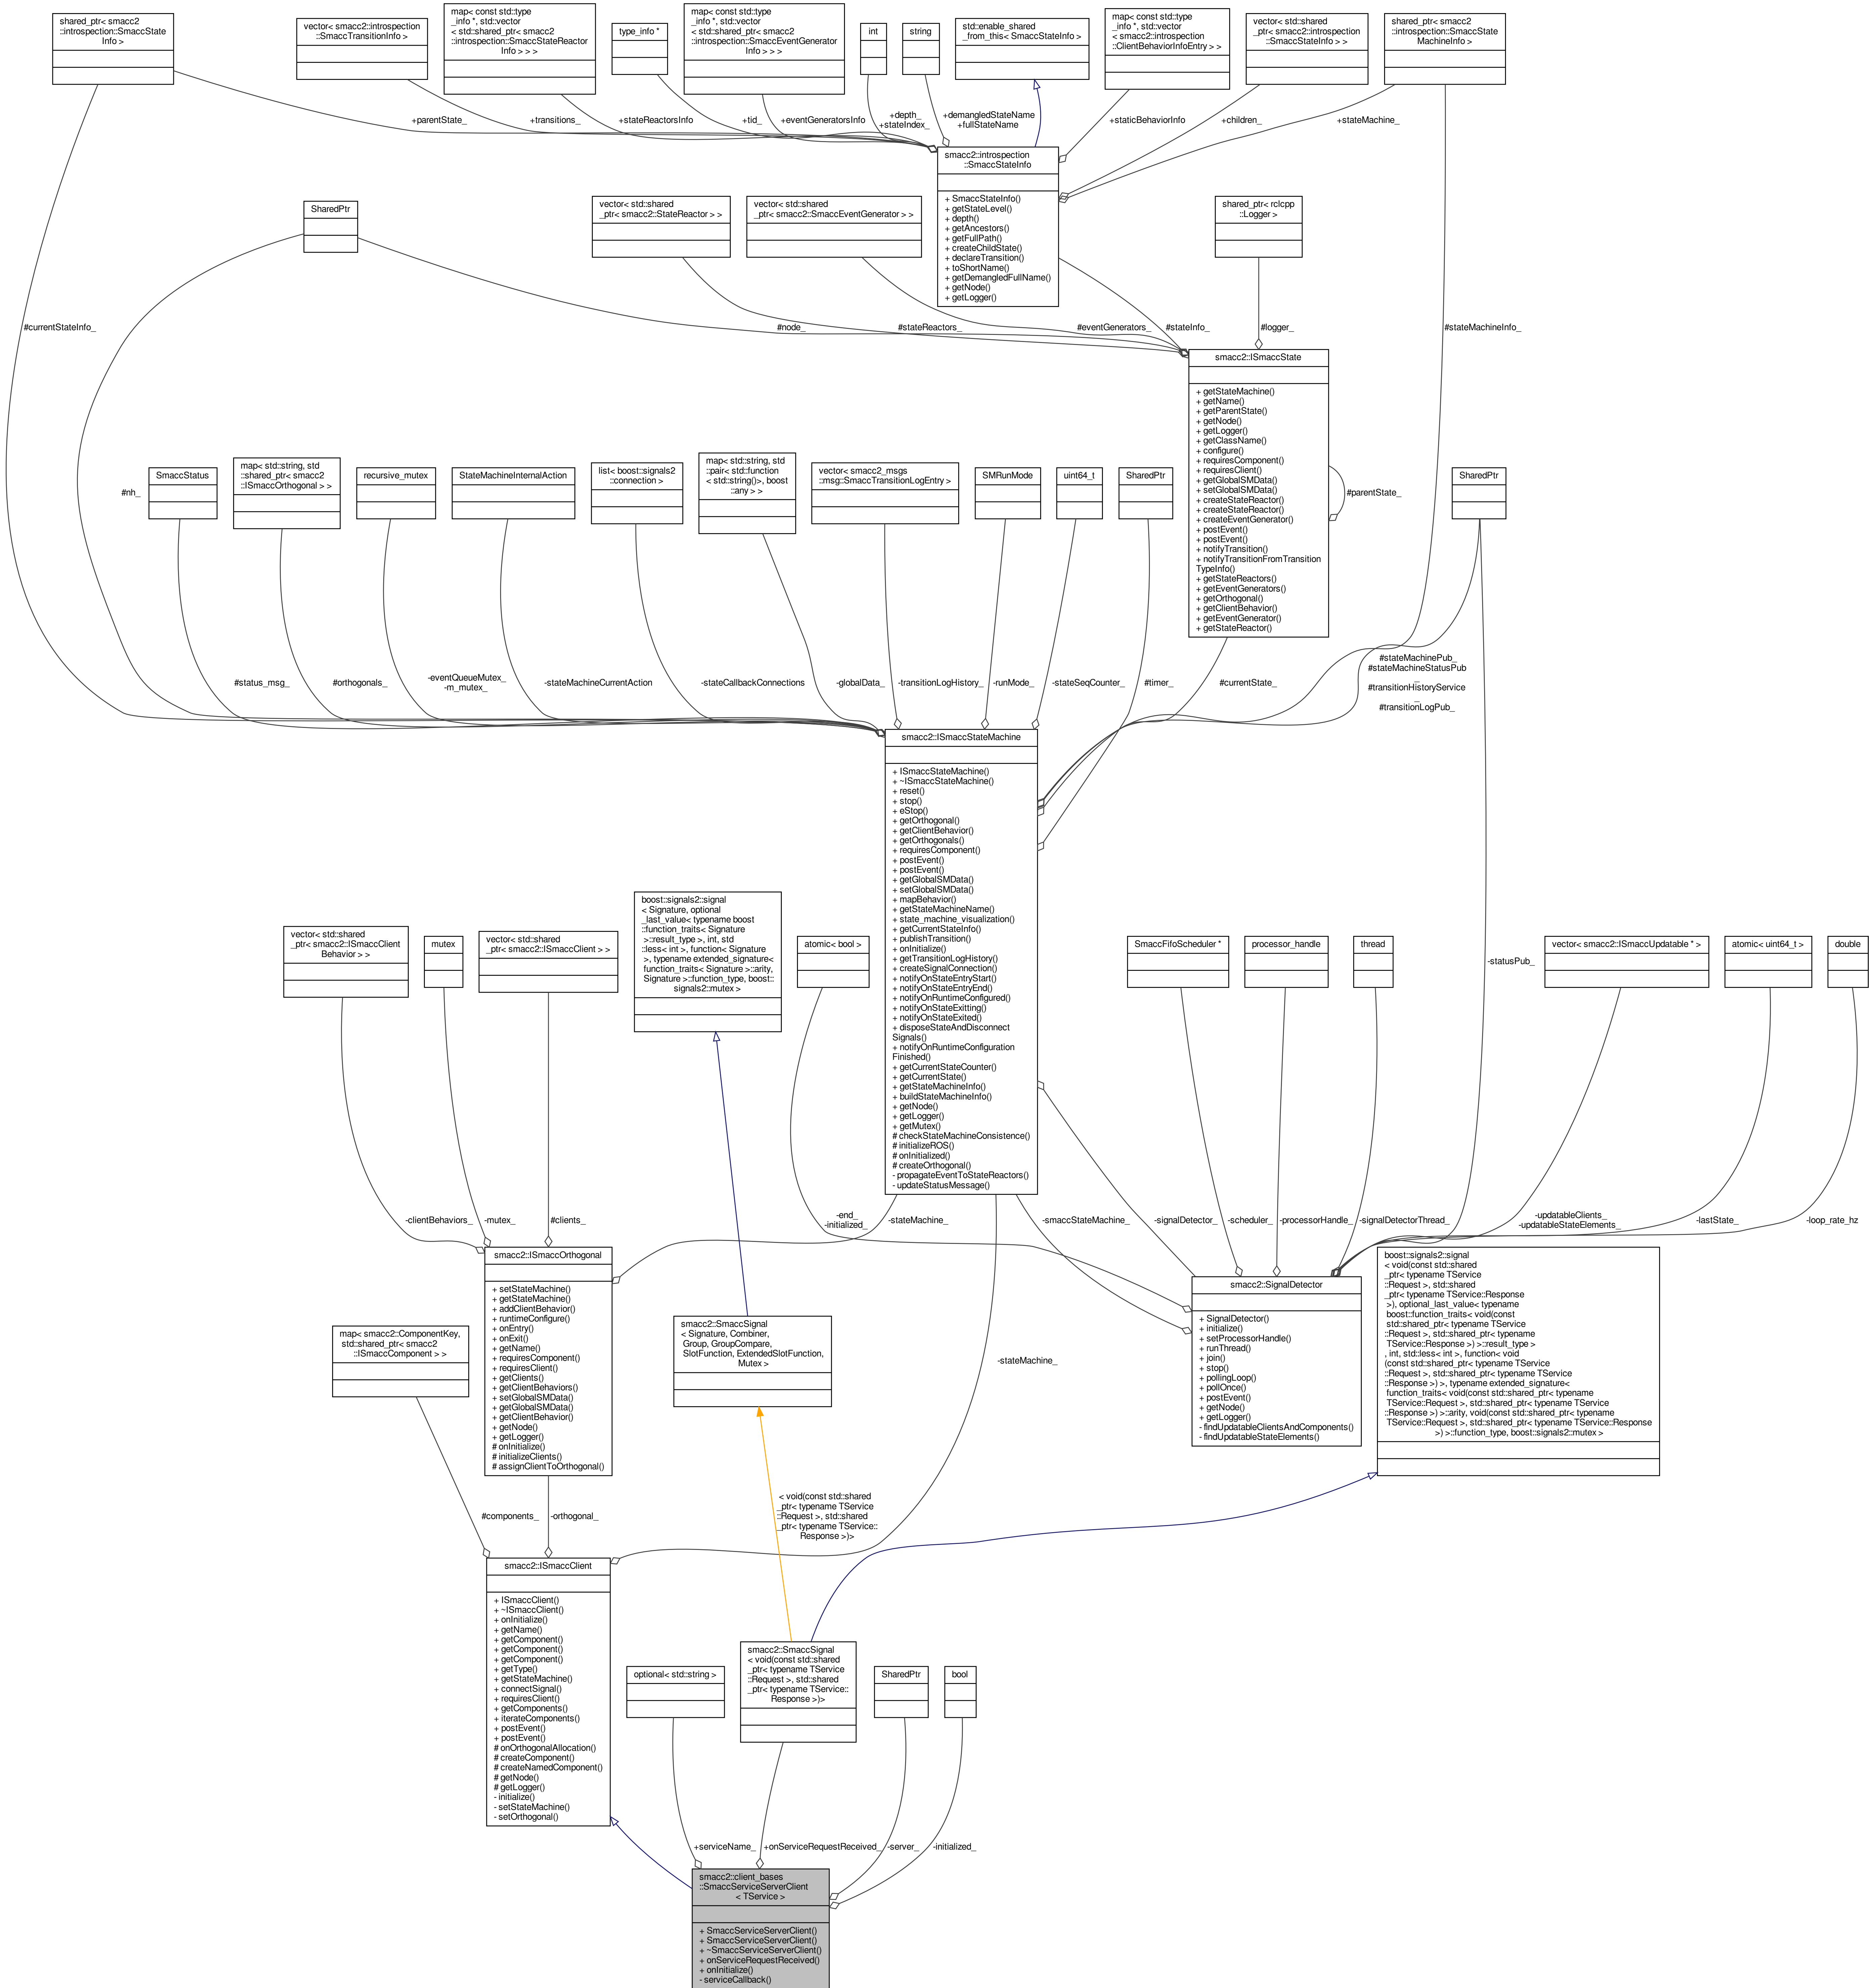 shared_ptr< smacc2
::introspection::SmaccState
Info >
vector< smacc2::introspection
::SmaccTransitionInfo >
map< const std::type
_info *, std::vector
< std::shared_ptr< smacc2
::introspection::SmaccStateReactor
Info > > >
type_info *
map< const std::type
_info *, std::vector
< std::shared_ptr< smacc2
::introspection::SmaccEventGenerator
Info > > >
int
string
std::enable_shared
_from_this< SmaccStateInfo >
map< const std::type
_info *, std::vector
< smacc2::introspection
::ClientBehaviorInfoEntry > >
vector< std::shared
_ptr< smacc2::introspection
::SmaccStateInfo > >
shared_ptr< smacc2
::introspection::SmaccState
MachineInfo >
+parentState_
+transitions_
+stateReactorsInfo
+tid_
+eventGeneratorsInfo
+depth_
+stateIndex_
+demangledStateName
+fullStateName
+staticBehaviorInfo
+children_
+stateMachine_
smacc2::introspection
::SmaccStateInfo
+ SmaccStateInfo()
+ getStateLevel()
+ depth()
+ getAncestors()
+ getFullPath()
+ createChildState()
+ declareTransition()
+ toShortName()
+ getDemangledFullName()
+ getNode()
+ getLogger()
SharedPtr
vector< std::shared
_ptr< smacc2::StateReactor > >
vector< std::shared
_ptr< smacc2::SmaccEventGenerator > >
shared_ptr< rclcpp
::Logger >
#currentStateInfo_
#node_
#stateReactors_
#eventGenerators_
#stateInfo_
#logger_
#stateMachineInfo_
smacc2::ISmaccState
+ getStateMachine()
+ getName()
+ getParentState()
+ getNode()
+ getLogger()
+ getClassName()
+ configure()
+ requiresComponent()
+ requiresClient()
+ getGlobalSMData()
+ setGlobalSMData()
+ createStateReactor()
+ createStateReactor()
+ createEventGenerator()
+ postEvent()
+ postEvent()
+ notifyTransition()
+ notifyTransitionFromTransition
TypeInfo()
+ getStateReactors()
+ getEventGenerators()
+ getOrthogonal()
+ getClientBehavior()
+ getEventGenerator()
+ getStateReactor()
#parentState_
#nh_
SmaccStatus
map< std::string, std
::shared_ptr< smacc2
::ISmaccOrthogonal > >
recursive_mutex
StateMachineInternalAction
list< boost::signals2
::connection >
map< std::string, std
::pair< std::function
< std::string()>, boost
::any > >
vector< smacc2_msgs
::msg::SmaccTransitionLogEntry >
SMRunMode
uint64_t
SharedPtr
SharedPtr
#status_msg_
#orthogonals_
-eventQueueMutex_
-m_mutex_
-stateMachineCurrentAction
-stateCallbackConnections
-globalData_
-transitionLogHistory_
-runMode_
-stateSeqCounter_
#timer_
#currentState_
#stateMachinePub_
#stateMachineStatusPub
_
#transitionHistoryService
_
#transitionLogPub_
smacc2::ISmaccStateMachine
+ ISmaccStateMachine()
+ ~ISmaccStateMachine()
+ reset()
+ stop()
+ eStop()
+ getOrthogonal()
+ getClientBehavior()
+ getOrthogonals()
+ requiresComponent()
+ postEvent()
+ postEvent()
+ getGlobalSMData()
+ setGlobalSMData()
+ mapBehavior()
+ getStateMachineName()
+ state_machine_visualization()
+ getCurrentStateInfo()
+ publishTransition()
+ onInitialize()
+ getTransitionLogHistory()
+ createSignalConnection()
+ notifyOnStateEntryStart()
+ notifyOnStateEntryEnd()
+ notifyOnRuntimeConfigured()
+ notifyOnStateExitting()
+ notifyOnStateExited()
+ disposeStateAndDisconnect
Signals()
+ notifyOnRuntimeConfiguration
Finished()
+ getCurrentStateCounter()
+ getCurrentState()
+ getStateMachineInfo()
+ buildStateMachineInfo()
+ getNode()
+ getLogger()
+ getMutex()
# checkStateMachineConsistence()
# initializeROS()
# onInitialized()
# createOrthogonal()
- propagateEventToStateReactors()
- updateStatusMessage()
vector< std::shared
_ptr< smacc2::ISmaccClient
Behavior > >
mutex
vector< std::shared
_ptr< smacc2::ISmaccClient > >
boost::signals2::signal
< Signature, optional
_last_value< typename boost
::function_traits< Signature
>::result_type >, int, std
::less< int >, function< Signature
>, typename extended_signature<
function_traits< Signature >::arity,
Signature >::function_type, boost::
signals2::mutex >
atomic< bool >
SmaccFifoScheduler *
processor_handle
thread
-statusPub_
vector< smacc2::ISmaccUpdatable * >
atomic< uint64_t >
double
-clientBehaviors_
-mutex_
#clients_
-end_
-initialized_
-stateMachine_
-smaccStateMachine_
-signalDetector_
-scheduler_
-processorHandle_
-signalDetectorThread_
-updatableClients_
-updatableStateElements_
-lastState_
-loop_rate_hz
smacc2::ISmaccOrthogonal
+ setStateMachine()
+ getStateMachine()
+ addClientBehavior()
+ runtimeConfigure()
+ onEntry()
+ onExit()
+ getName()
+ requiresComponent()
+ requiresClient()
+ getClients()
+ getClientBehaviors()
+ setGlobalSMData()
+ getGlobalSMData()
+ getClientBehavior()
+ getNode()
+ getLogger()
# onInitialize()
# initializeClients()
# assignClientToOrthogonal()
map< smacc2::ComponentKey,
std::shared_ptr< smacc2
::ISmaccComponent > >
smacc2::SmaccSignal
< Signature, Combiner,
Group, GroupCompare,
SlotFunction, ExtendedSlotFunction,
Mutex >
-stateMachine_
smacc2::SignalDetector
+ SignalDetector()
+ initialize()
+ setProcessorHandle()
+ runThread()
+ join()
+ stop()
+ pollingLoop()
+ pollOnce()
+ postEvent()
+ getNode()
+ getLogger()
- findUpdatableClientsAndComponents()
- findUpdatableStateElements()
boost::signals2::signal
< void(const std::shared
_ptr< typename TService
::Request >, std::shared
_ptr< typename TService::Response
>), optional_last_value< typename
boost::function_traits< void(const
std::shared_ptr< typename TService
::Request >, std::shared_ptr< typename
TService::Response >) >::result_type >
, int, std::less< int >, function< void
(const std::shared_ptr< typename TService
::Request >, std::shared_ptr< typename TService
::Response >) >, typename extended_signature<
function_traits< void(const std::shared_ptr< typename
TService::Request >, std::shared_ptr< typename TService
::Response >) >::arity, void(const std::shared_ptr< typename
TService::Request >, std::shared_ptr< typename TService::Response
>) >::function_type, boost::signals2::mutex >
#components_
-orthogonal_
< void(const std::shared
_ptr< typename TService
::Request >, std::shared
_ptr< typename TService::
Response >)>
smacc2::ISmaccClient
+ ISmaccClient()
+ ~ISmaccClient()
+ onInitialize()
+ getName()
+ getComponent()
+ getComponent()
+ getComponent()
+ getType()
+ getStateMachine()
+ connectSignal()
+ requiresClient()
+ getComponents()
+ iterateComponents()
+ postEvent()
+ postEvent()
# onOrthogonalAllocation()
# createComponent()
# createNamedComponent()
# getNode()
# getLogger()
- initialize()
- setStateMachine()
- setOrthogonal()
optional< std::string >
smacc2::SmaccSignal
< void(const std::shared
_ptr< typename TService
::Request >, std::shared
_ptr< typename TService::
Response >)>
SharedPtr
bool
+serviceName_
+onServiceRequestReceived_
-server_
-initialized_
smacc2::client_bases
::SmaccServiceServerClient
< TService >
+ SmaccServiceServerClient()
+ SmaccServiceServerClient()
+ ~SmaccServiceServerClient()
+ onServiceRequestReceived()
+ onInitialize()
- serviceCallback()